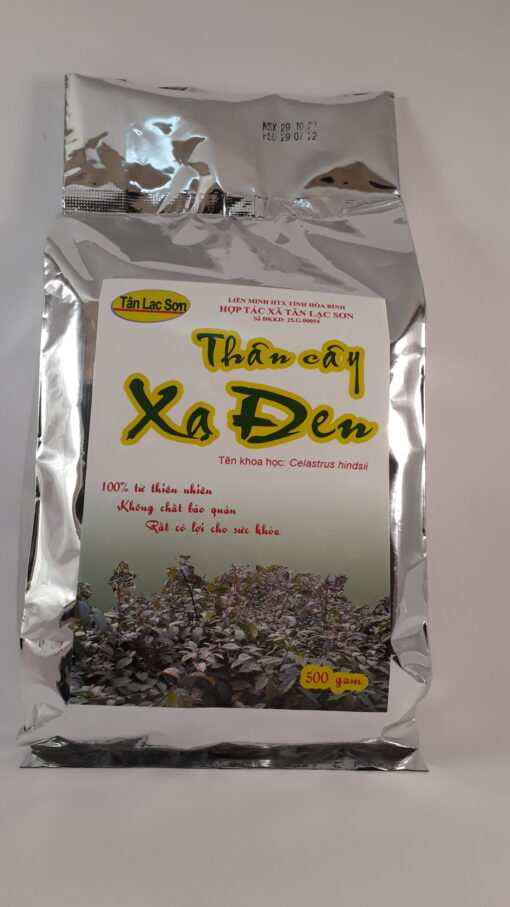 NSX 29 10 21
HSD 29 07 22
Tân Lạc Sơn
LIÊN MINH HTX TỈNH HÒA BÌNH
HỢP TÁC XÃ TÂN LẠC SƠN
Số ĐKKD: 25.G.00054
Thân cây
Xạ Đen
Tên khoa học: Celastrus hindsii
100% từ thiên nhiên
Không chất bảo quản
Rất có lợi cho sức khỏe
500 gam